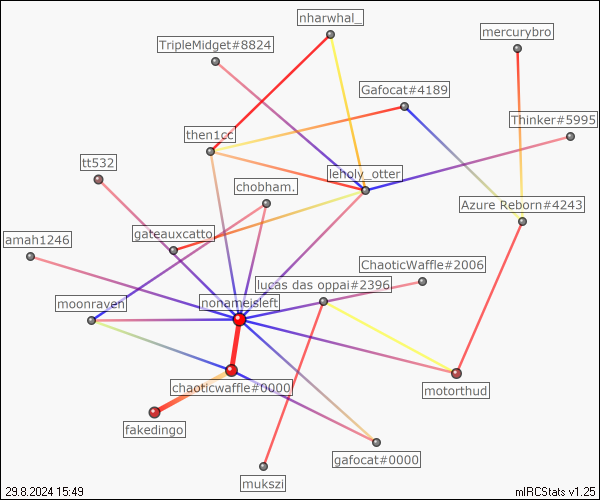 nharwhal_
mercurybro
TripleMidget#8824
Gafocat#4189
Thinker#5995
then1cc
tt532
leholy_otter
chobham.
Azure Reborn#4243
gateauxcatto
amah1246
ChaoticWaffle#2006
lucas das oppai#2396
nonameisleft
moonraven
chaoticwaffle#0000
motorthud
fakedingo
gafocat#0000
mukszi
29.8.2024 15:49
mIRCStats v1.25